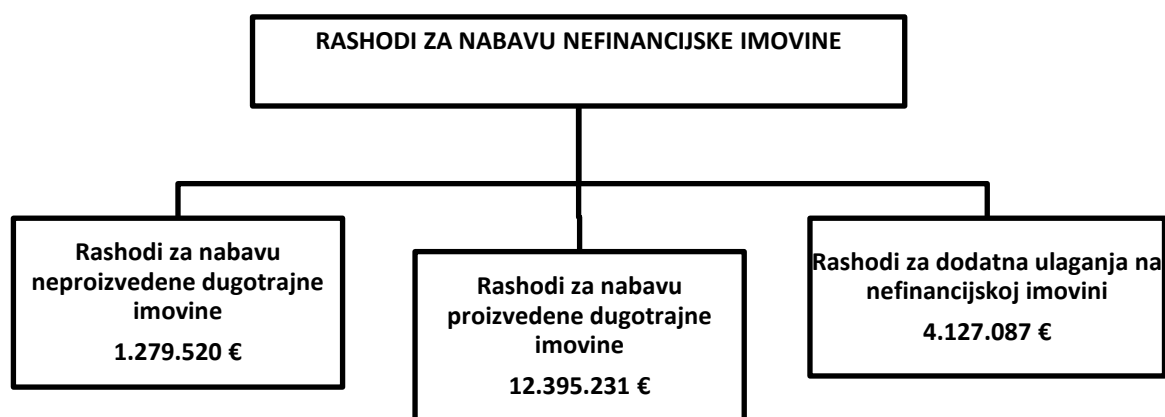 RASHODI ZA NABAVU NEFINANCIJSKE IMOVINE
Rashodi za nabavu
neproizvedene dugotrajne
imovine
1.279.520 €
Rashodi za nabavu
proizvedene dugotrajne
imovine
12.395.231 €
Rashodi za dodatna ulaganja na
nefinancijskoj imovini
4.127.087 €